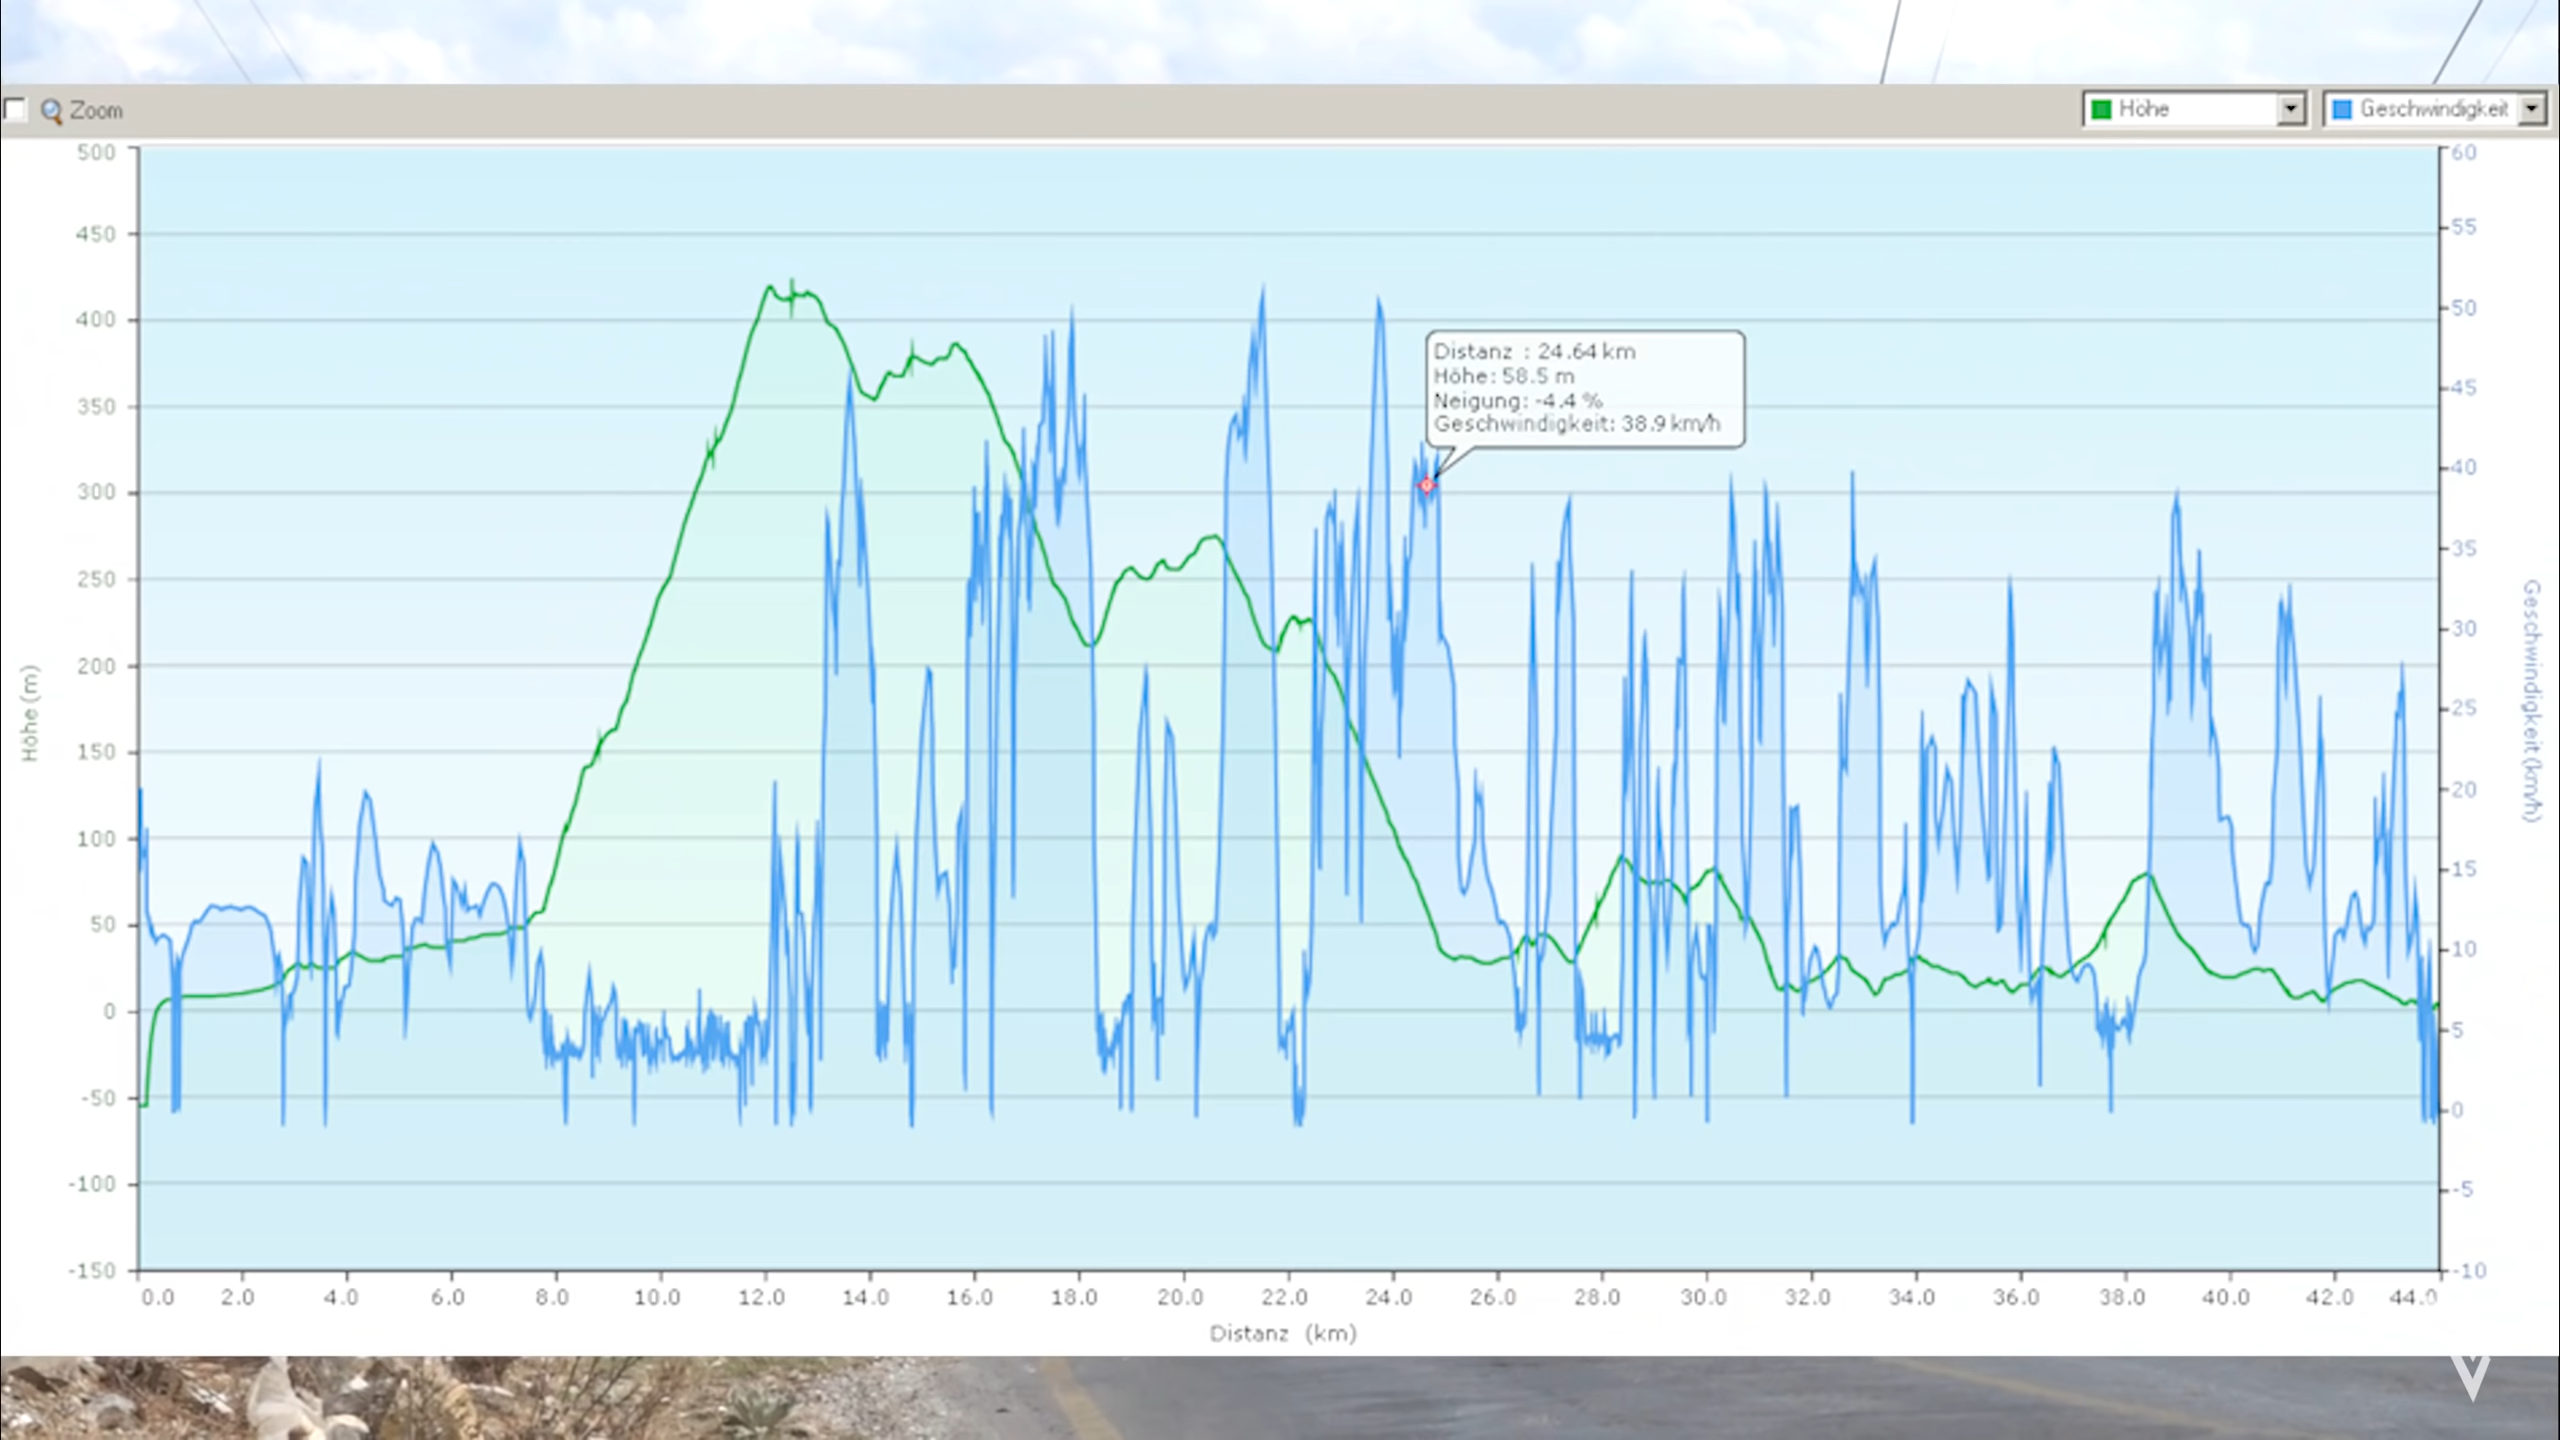 Zoom
Höhe
Geschwindigkeit
500
450
400
350
300
250
200
150
100
50
0
-50
-100
-150
Höhe (m)
60
55
50
45
40
35
30
25
20
15
10
5
0
-5
-10
Geschwindigkeit (km/h)
Distanz : 24.64 km
Höhe: 58.5 m
Neigung: -4.4 %
Geschwindigkeit: 38.9 km/h
0.0 2.0 4.0 6.0 8.0 10.0 12.0 14.0 16.0 18.0 20.0 22.0 24.0 26.0 28.0 30.0 32.0 34.0 36.0 38.0 40.0 42.0 44.0
Distanz (km)